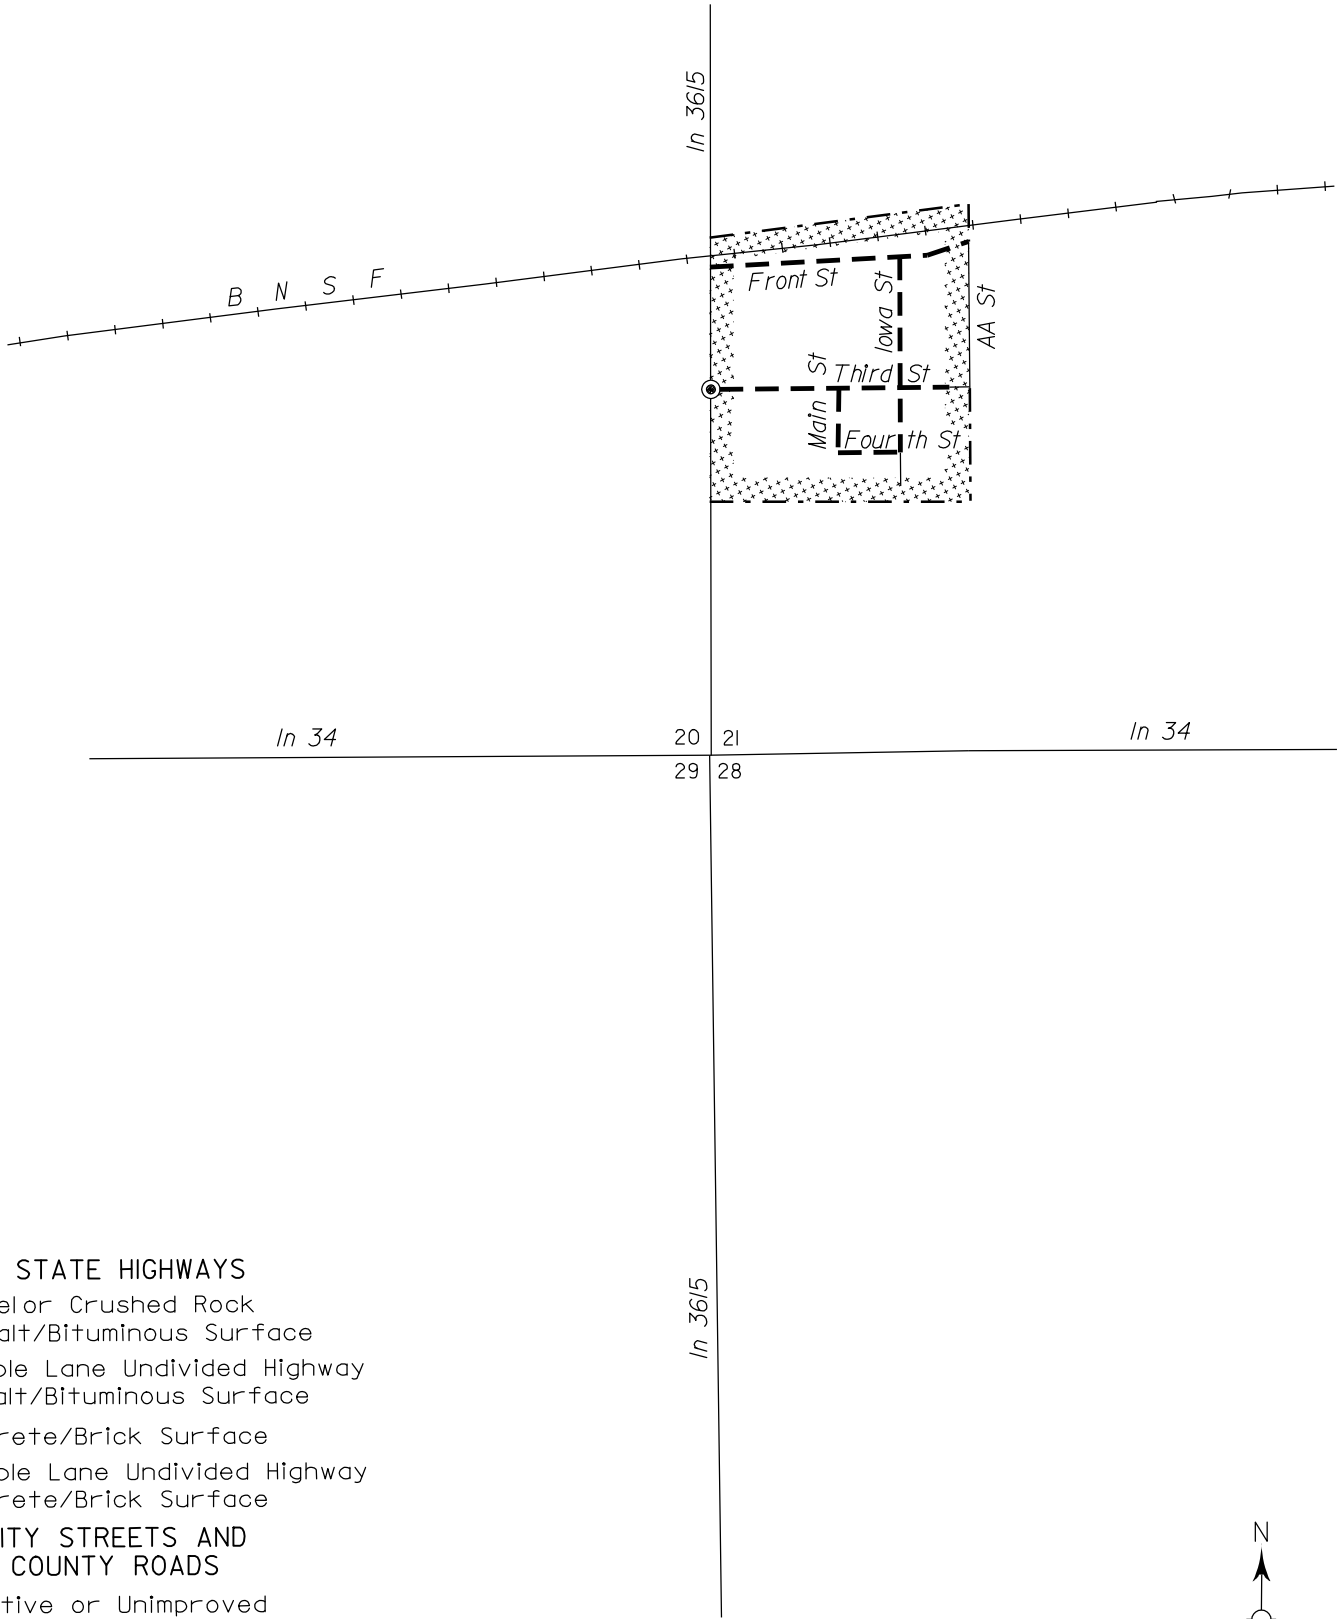 ln 3615
B N S F
Front St
Iowa St
AA St
Main St
Third St
Fourth St
ln 34
ln 34
20 21
29 28
ln 3615
STATE HIGHWAYS
elor Crushed Rock
alt/Bituminous Surface
ple Lane Undivided Highway
alt/Bituminous Surface
rete/Brick Surface
ple Lane Undivided Highway
rete/Brick Surface
ITY STREETS AND
COUNTY ROADS
tive or Unimproved
N